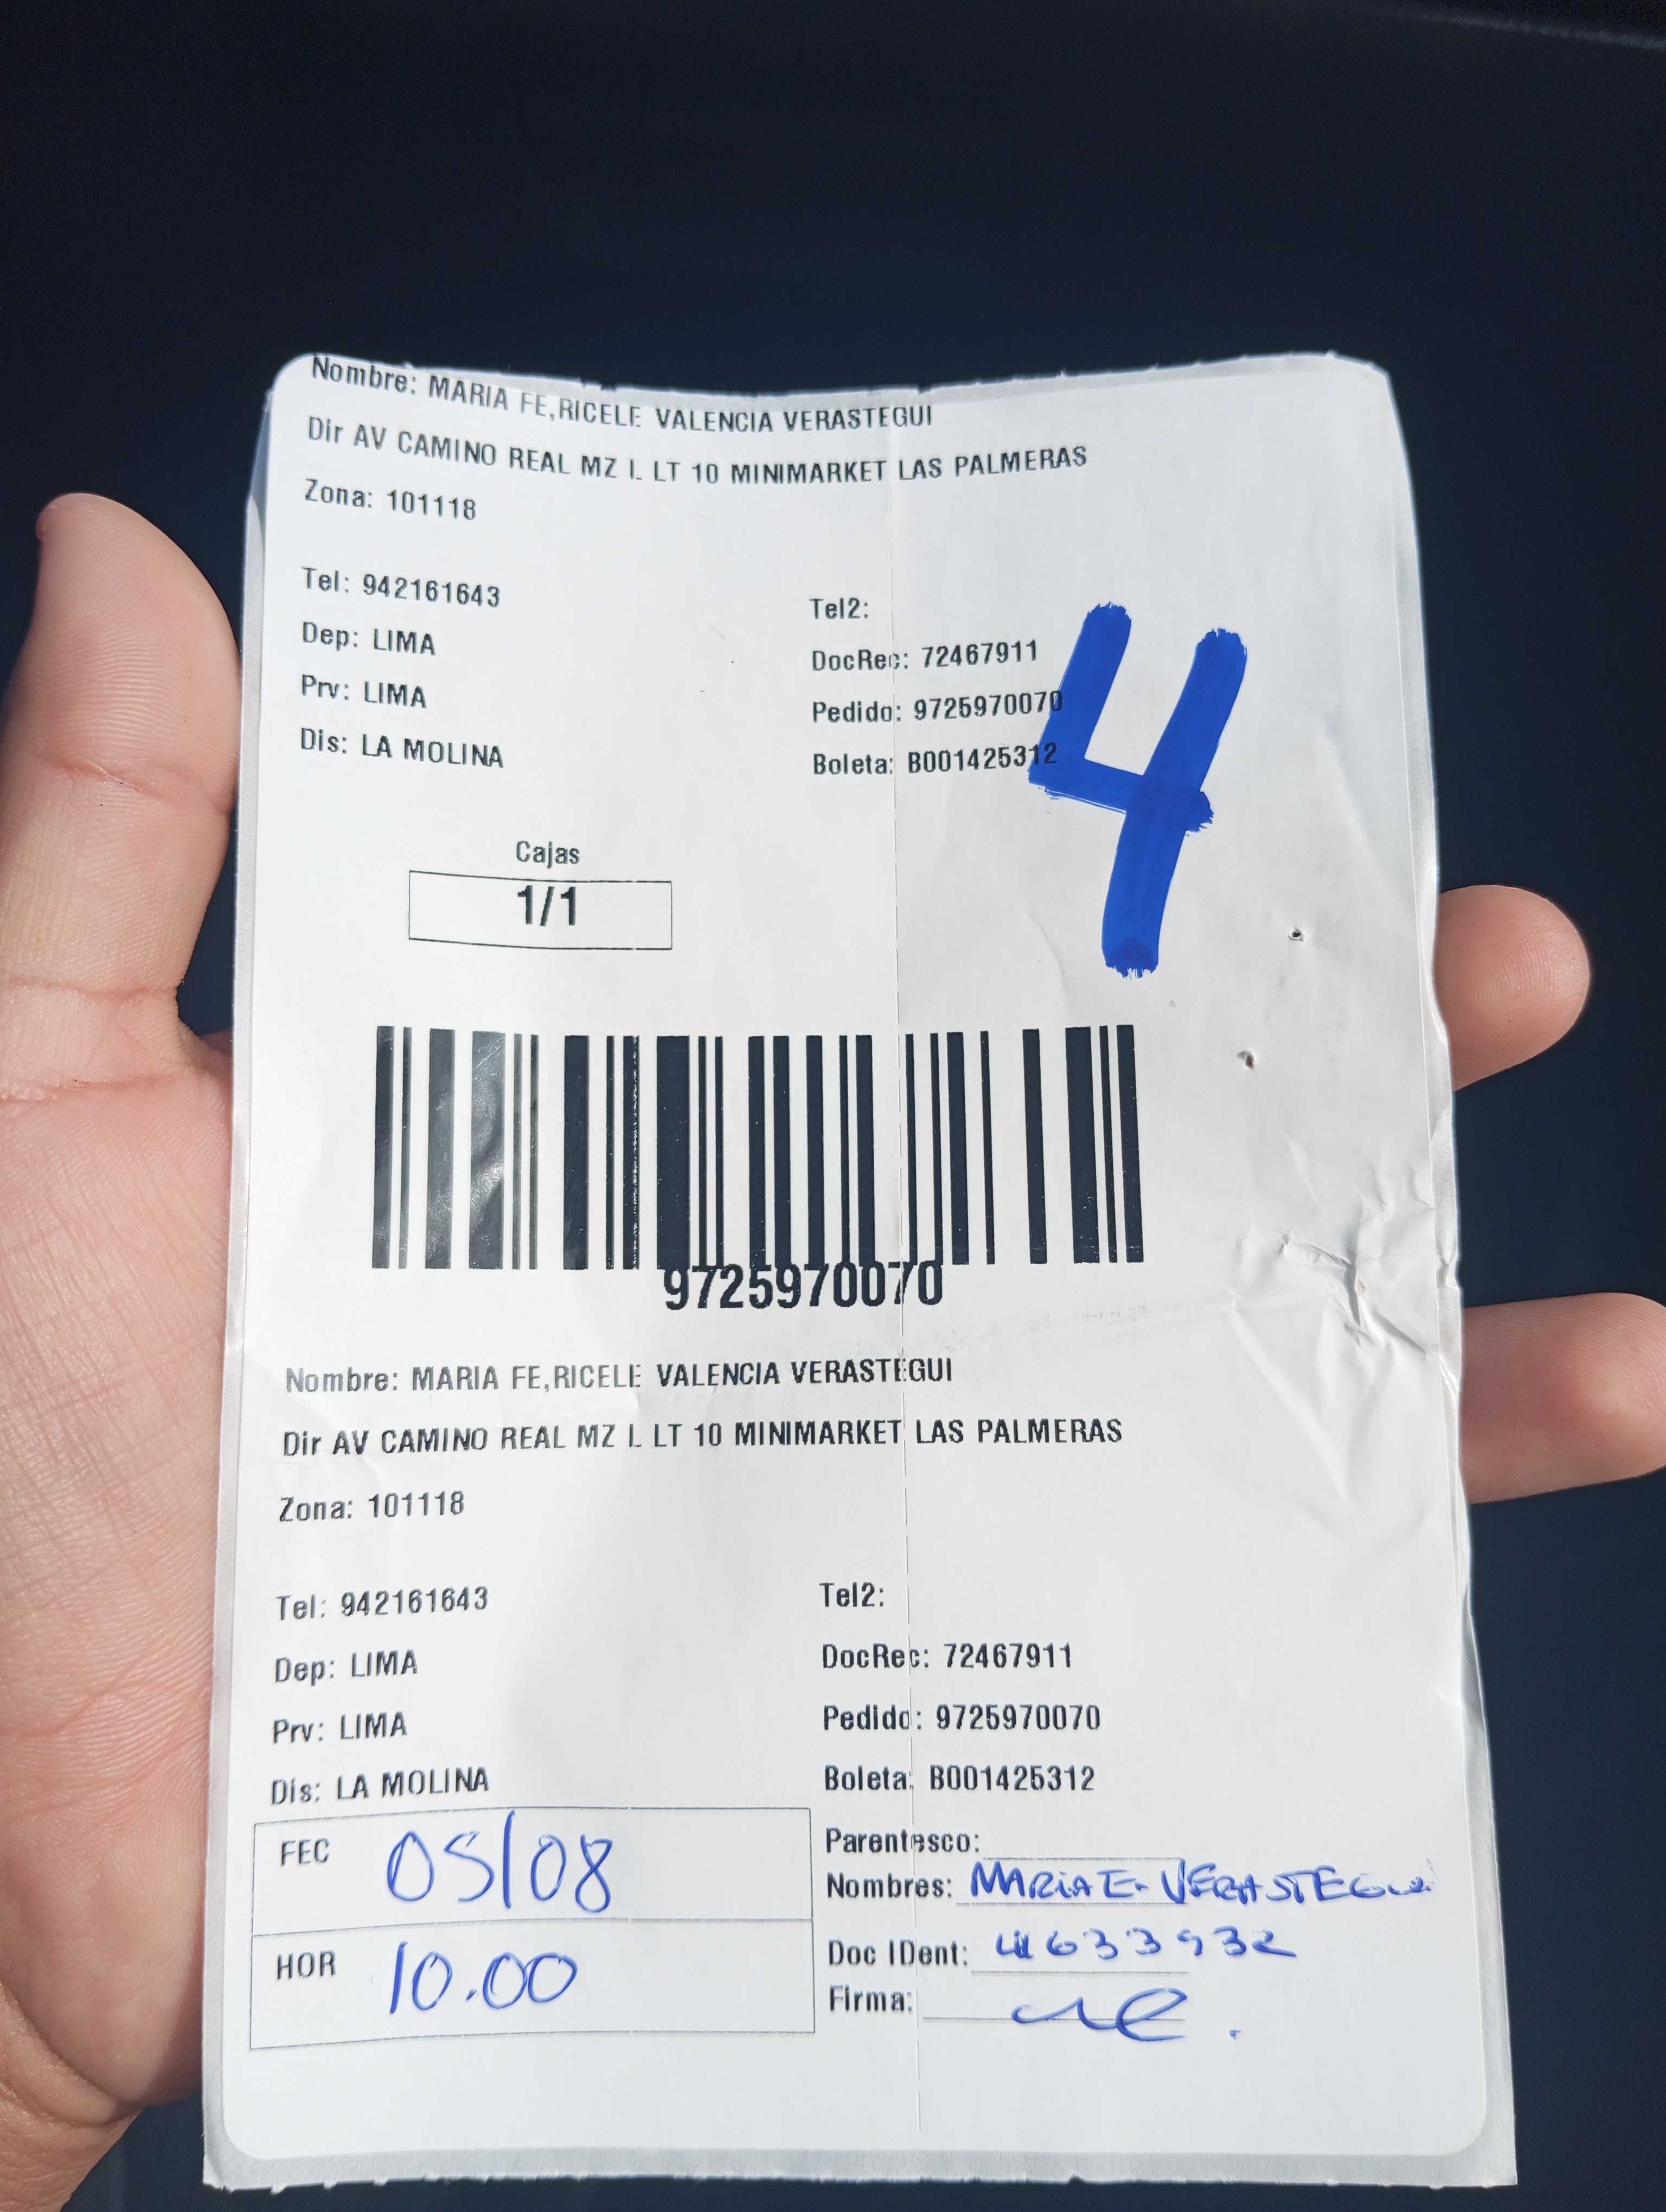 Nombre: MARIA FE,RICELE VALENCIA VERASTEGUI
Dir AV CAMINO REAL MZ I. LT 10 MINIMARKET LAS PALMERAS
Zona: 101118
Tel: 942161643
Tel2:
Dep: LIMA
DocRec: 72467911
Prv: LIMA
Pedido: 9725970070
Dis: LA MOLINA
Boleta: B001425312
4
Cajas
1/1
9725970070
Nombre: MARIA FE,RICELE VALENCIA VERASTEGUI
Dir AV CAMINO REAL MZ I. LT 10 MINIMARKET LAS PALMERAS
Zona: 101118
Tel: 942161643
Tel2:
Dep: LIMA
DocRec: 72467911
Prv: LIMA
Pedido: 9725970070
Dis: LA MOLINA
Boleta: B001425312
FEC 05/08
Parentesco:
Nombres: MARIA E. VERASTEGUI
HOR 10.00
Doc IDent:
Firma: